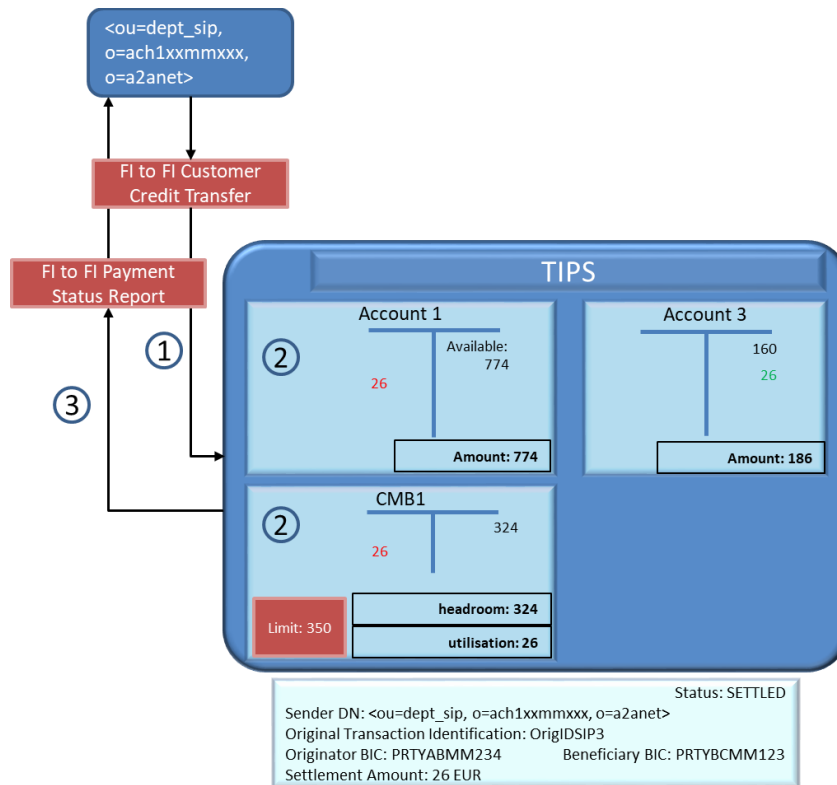 <ou=dept_sip,
o=ach1xxmmxxx,
o=a2anet>
FI to FI Customer
Credit Transfer
FI to FI Payment
Status Report
1
3
TIPS
Account 1
2
Available:
774
26
Amount: 774
Account 3
160
26
Amount: 186
CMB1
2
324
26
Limit: 350
headroom: 324
utilisation: 26
Status: SETTLED
Sender DN: <ou=dept_sip, o=ach1xxmmxxx, o=a2anet>
Original Transaction Identification: OrigIDSIP3
Originator BIC: PRTYABMM234 Beneficiary BIC: PRTYBCMM123
Settlement Amount: 26 EUR